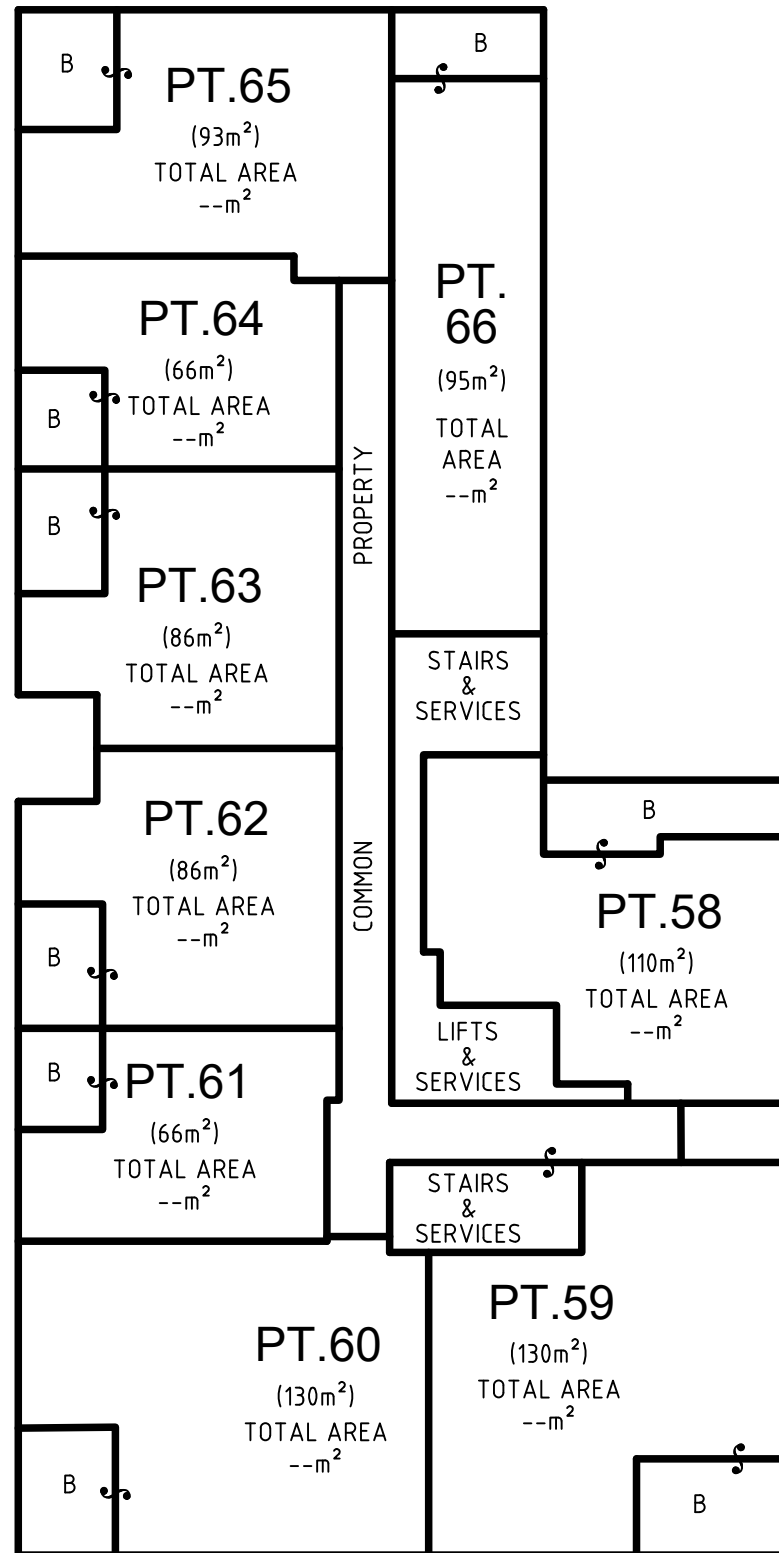 B
PT.65
(93m²)
TOTAL AREA
--m²
B
PT.
66
(95m²)
TOTAL
AREA
--m²
PT.64
(66m²)
TOTAL AREA
--m²
B
B
PT.63
(86m²)
TOTAL AREA
--m²
PROPERTY
COMMON
STAIRS
&
SERVICES
PT.62
(86m²)
TOTAL AREA
--m²
B
B
PT.58
(110m²)
TOTAL AREA
--m²
LIFTS
&
SERVICES
B
PT.61
(66m²)
TOTAL AREA
--m²
STAIRS
&
SERVICES
PT.60
(130m²)
TOTAL AREA
--m²
B
PT.59
(130m²)
TOTAL AREA
--m²
B